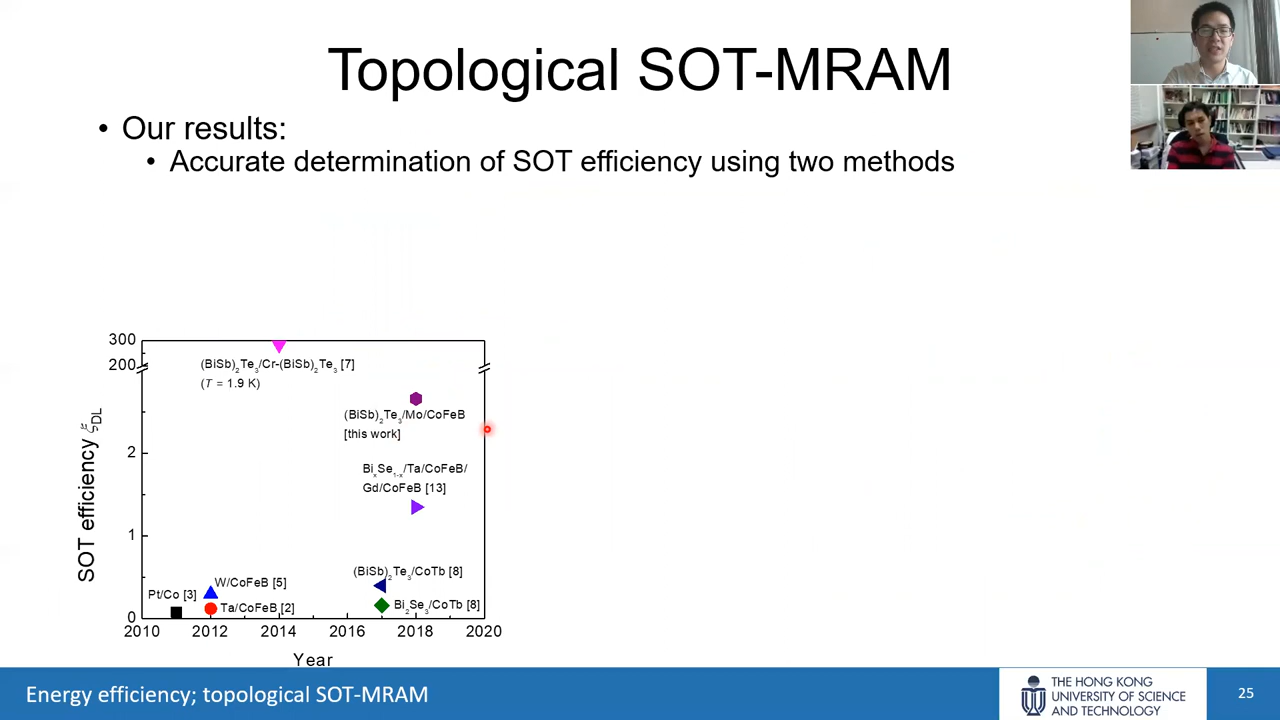 Topological SOT-MRAM
• Our results:
• Accurate determination of SOT efficiency using two methods
300
200
2
1
0
SOT efficiency ξDL
(BiSb)2Te3/Cr-(BiSb)2Te3 [7]
(T = 1.9 K)
(BiSb)2Te3/Mo/CoFeB
[this work]
BixSe1-x/Ta/CoFeB/
Gd/CoFeB [13]
(BiSb)2Te3/CoTb [8]
W/CoFeB [5]
Pt/Co [3]
Ta/CoFeB [2]
Bi2Se3/CoTb [8]
2010 2012 2014 2016 2018 2020
Year
Energy efficiency; topological SOT-MRAM
THE HONG KONG
UNIVERSITY OF SCIENCE
AND TECHNOLOGY
25